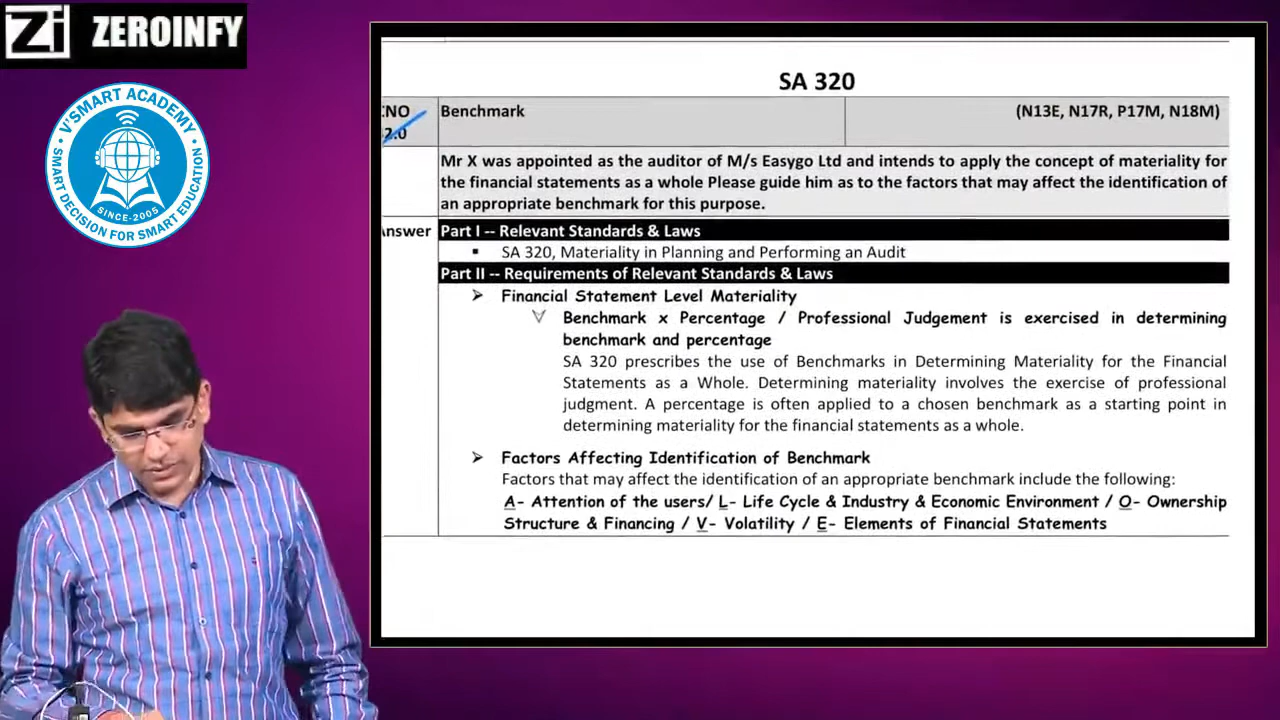 Zi ZEROINFY
V'SMART ACADEMY
SMART DECISION FOR SMART EDUCATION
SINCE-2005
SA 320
NO
2.0
Benchmark
(N13E, N17R, P17M, N18M)
Mr X was appointed as the auditor of M/s Easygo Ltd and intends to apply the concept of materiality for
the financial statements as a whole Please guide him as to the factors that may affect the identification of
an appropriate benchmark for this purpose.
Answer
Part I -- Relevant Standards & Laws
▪ SA 320, Materiality in Planning and Performing an Audit
Part II -- Requirements of Relevant Standards & Laws
➢ Financial Statement Level Materiality
Benchmark x Percentage / Professional Judgement is exercised in determining
benchmark and percentage
SA 320 prescribes the use of Benchmarks in Determining Materiality for the Financial
Statements as a Whole. Determining materiality involves the exercise of professional
judgment. A percentage is often applied to a chosen benchmark as a starting point in
determining materiality for the financial statements as a whole.
➢ Factors Affecting Identification of Benchmark
Factors that may affect the identification of an appropriate benchmark include the following:
A- Attention of the users/ L- Life Cycle & Industry & Economic Environment / O- Ownership
Structure & Financing / V- Volatility / E- Elements of Financial Statements